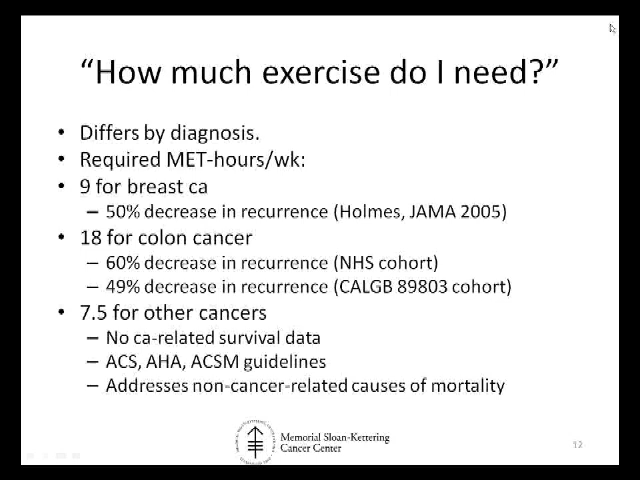 “How much exercise do I need?”
• Differs by diagnosis.
• Required MET-hours/wk:
• 9 for breast ca
– 50% decrease in recurrence (Holmes, JAMA 2005)
• 18 for colon cancer
– 60% decrease in recurrence (NHS cohort)
– 49% decrease in recurrence (CALGB 89803 cohort)
• 7.5 for other cancers
– No ca-related survival data
– ACS, AHA, ACSM guidelines
– Addresses non-cancer-related causes of mortality
Memorial Sloan-Kettering
Cancer Center
12